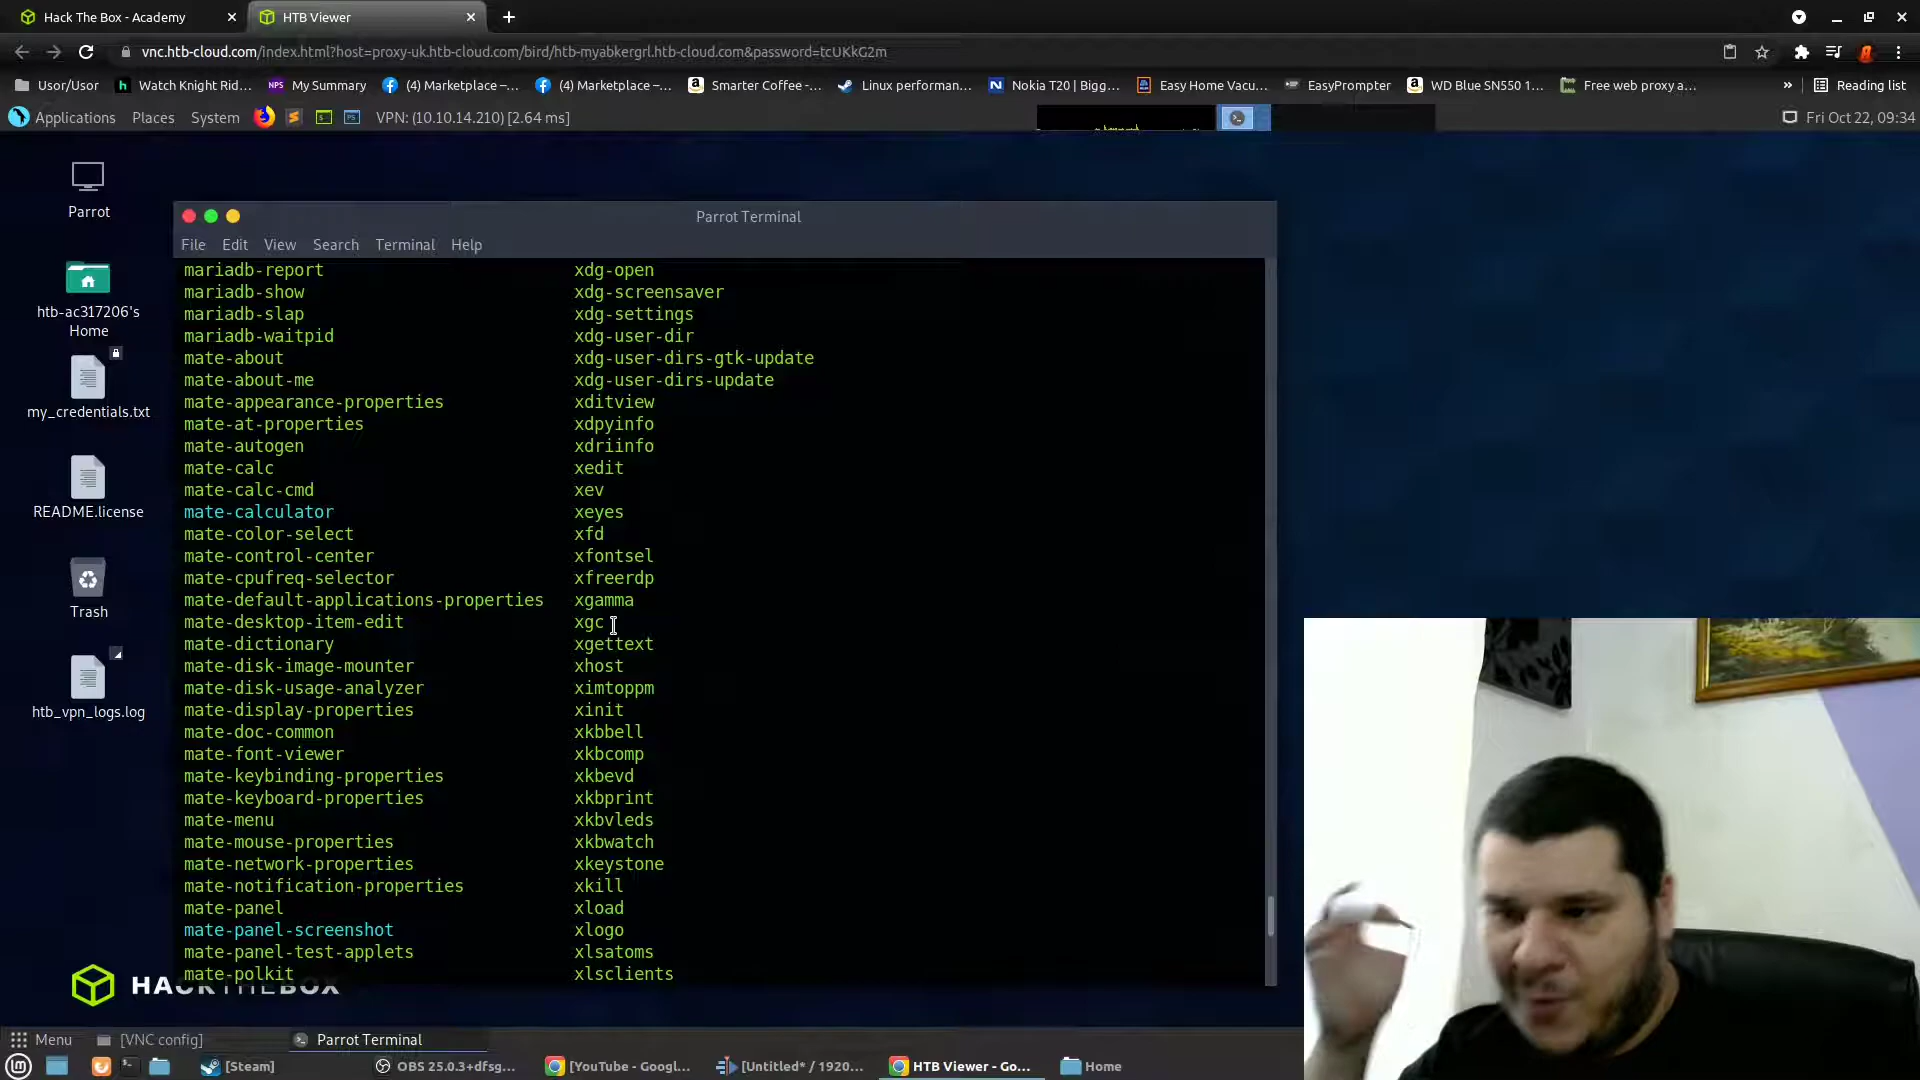 Hack The Box - Academy
HTB Viewer
vnc.htb-cloud.com/index.html?host=proxy-uk.htb-cloud.com/bird/htb-myabkergrl.htb-cloud.com&password=tcUKkG2m
Usor/Usor
Watch Knight Rid...
NPS
My Summary
(4) Marketplace –...
(4) Marketplace –...
Smarter Coffee -...
Linux performan...
Nokia T20 | Bigg...
Easy Home Vacu...
EasyPrompter
WD Blue SN550 1...
Free web proxy a...
»
Reading list
Applications
Places
System
VPN: (10.10.14.210) [2.64 ms]
Fri Oct 22, 09:34
Parrot
htb-ac317206's
Home
my_credentials.txt
README.license
Trash
htb_vpn_logs.log
Parrot Terminal
File Edit View Search Terminal Help
mariadb-report xdg-open
mariadb-show xdg-screensaver
mariadb-slap xdg-settings
mariadb-waitpid xdg-user-dir
mate-about xdg-user-dirs-gtk-update
mate-about-me xdg-user-dirs-update
mate-appearance-properties xditview
mate-at-properties xdpyinfo
mate-autogen xdriinfo
mate-calc xedit
mate-calc-cmd xev
mate-calculator xeyes
mate-color-select xfd
mate-control-center xfontsel
mate-cpufreq-selector xfreerdp
mate-default-applications-properties xgamma
mate-desktop-item-edit xgc
mate-dictionary xgettext
mate-disk-image-mounter xhost
mate-disk-usage-analyzer ximtoppm
mate-display-properties xinit
mate-doc-common xkbbell
mate-font-viewer xkbcomp
mate-keybinding-properties xkbevd
mate-keyboard-properties xkbprint
mate-menu xkbvleds
mate-mouse-properties xkbwatch
mate-network-properties xkeystone
mate-notification-properties xkill
mate-panel xload
mate-panel-screenshot xlogo
mate-panel-test-applets xlsatoms
mate-polkit xlsclients
HACKTHEBOX
Menu
[VNC config]
Parrot Terminal
[Steam]
OBS 25.0.3+dfsg...
[YouTube - Googl...
[Untitled* / 1920...
HTB Viewer - Go...
Home